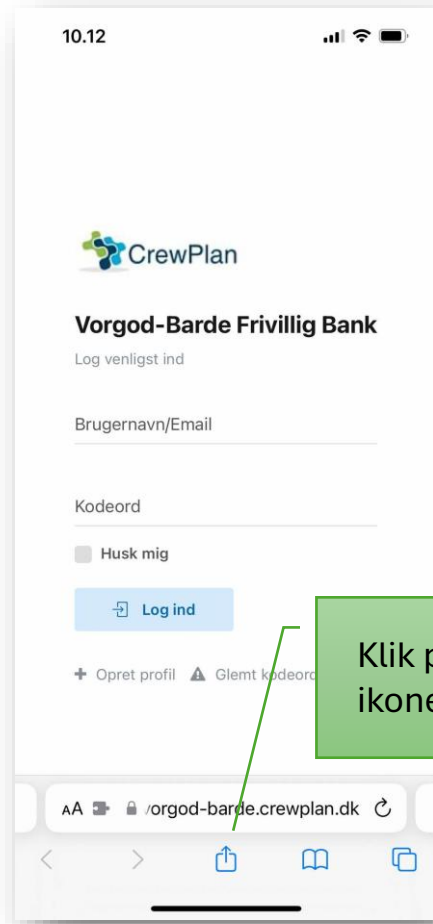 10.12
CrewPlan
Vorgod-Barde Frivillig Bank
Log venligst ind
Brugernavn/Email
Kodeord
Husk mig
Log ind
Opret profil Glemt kodeord
Klik
AA orgod-barde.crewplan.dk